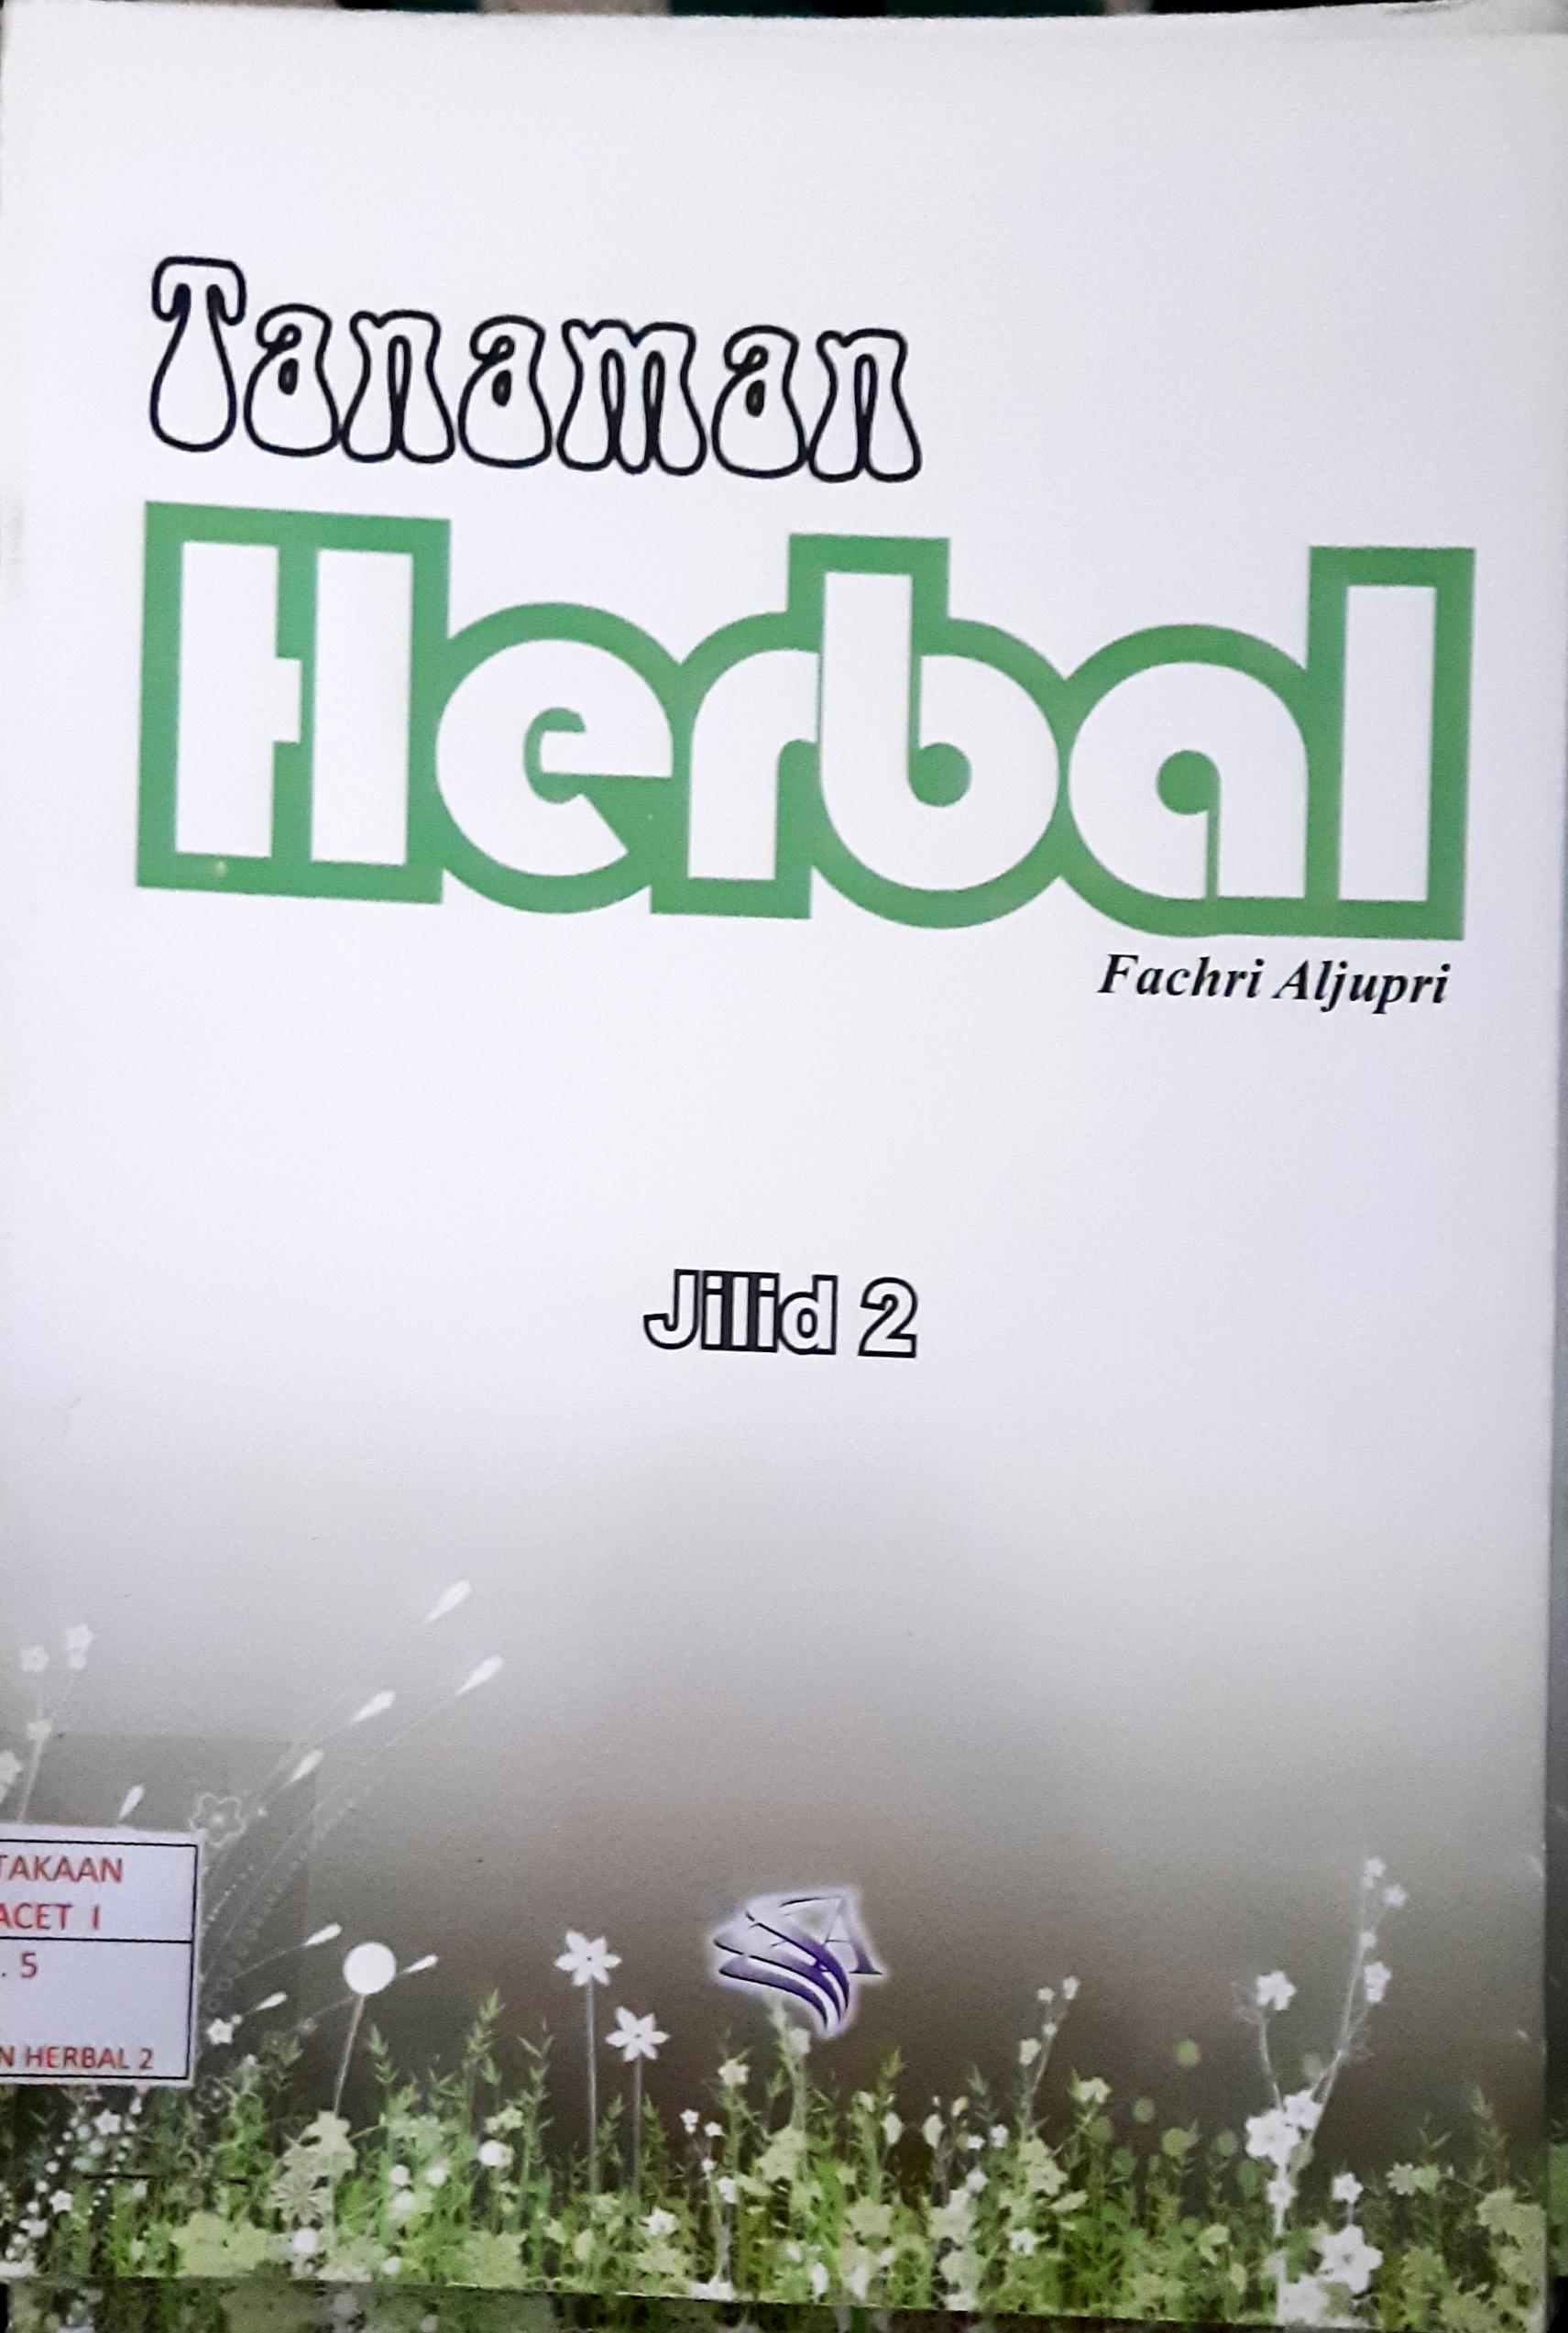 Tanaman
Herbal
Fachri Aljupri
Jilid 2
TAKAAN
ACET I
. 5
N HERBAL 2